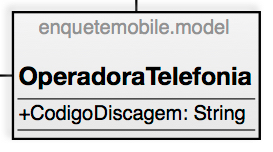 enquetemobile.model
OperadoraTelefonia
+CodigoDiscagem: String